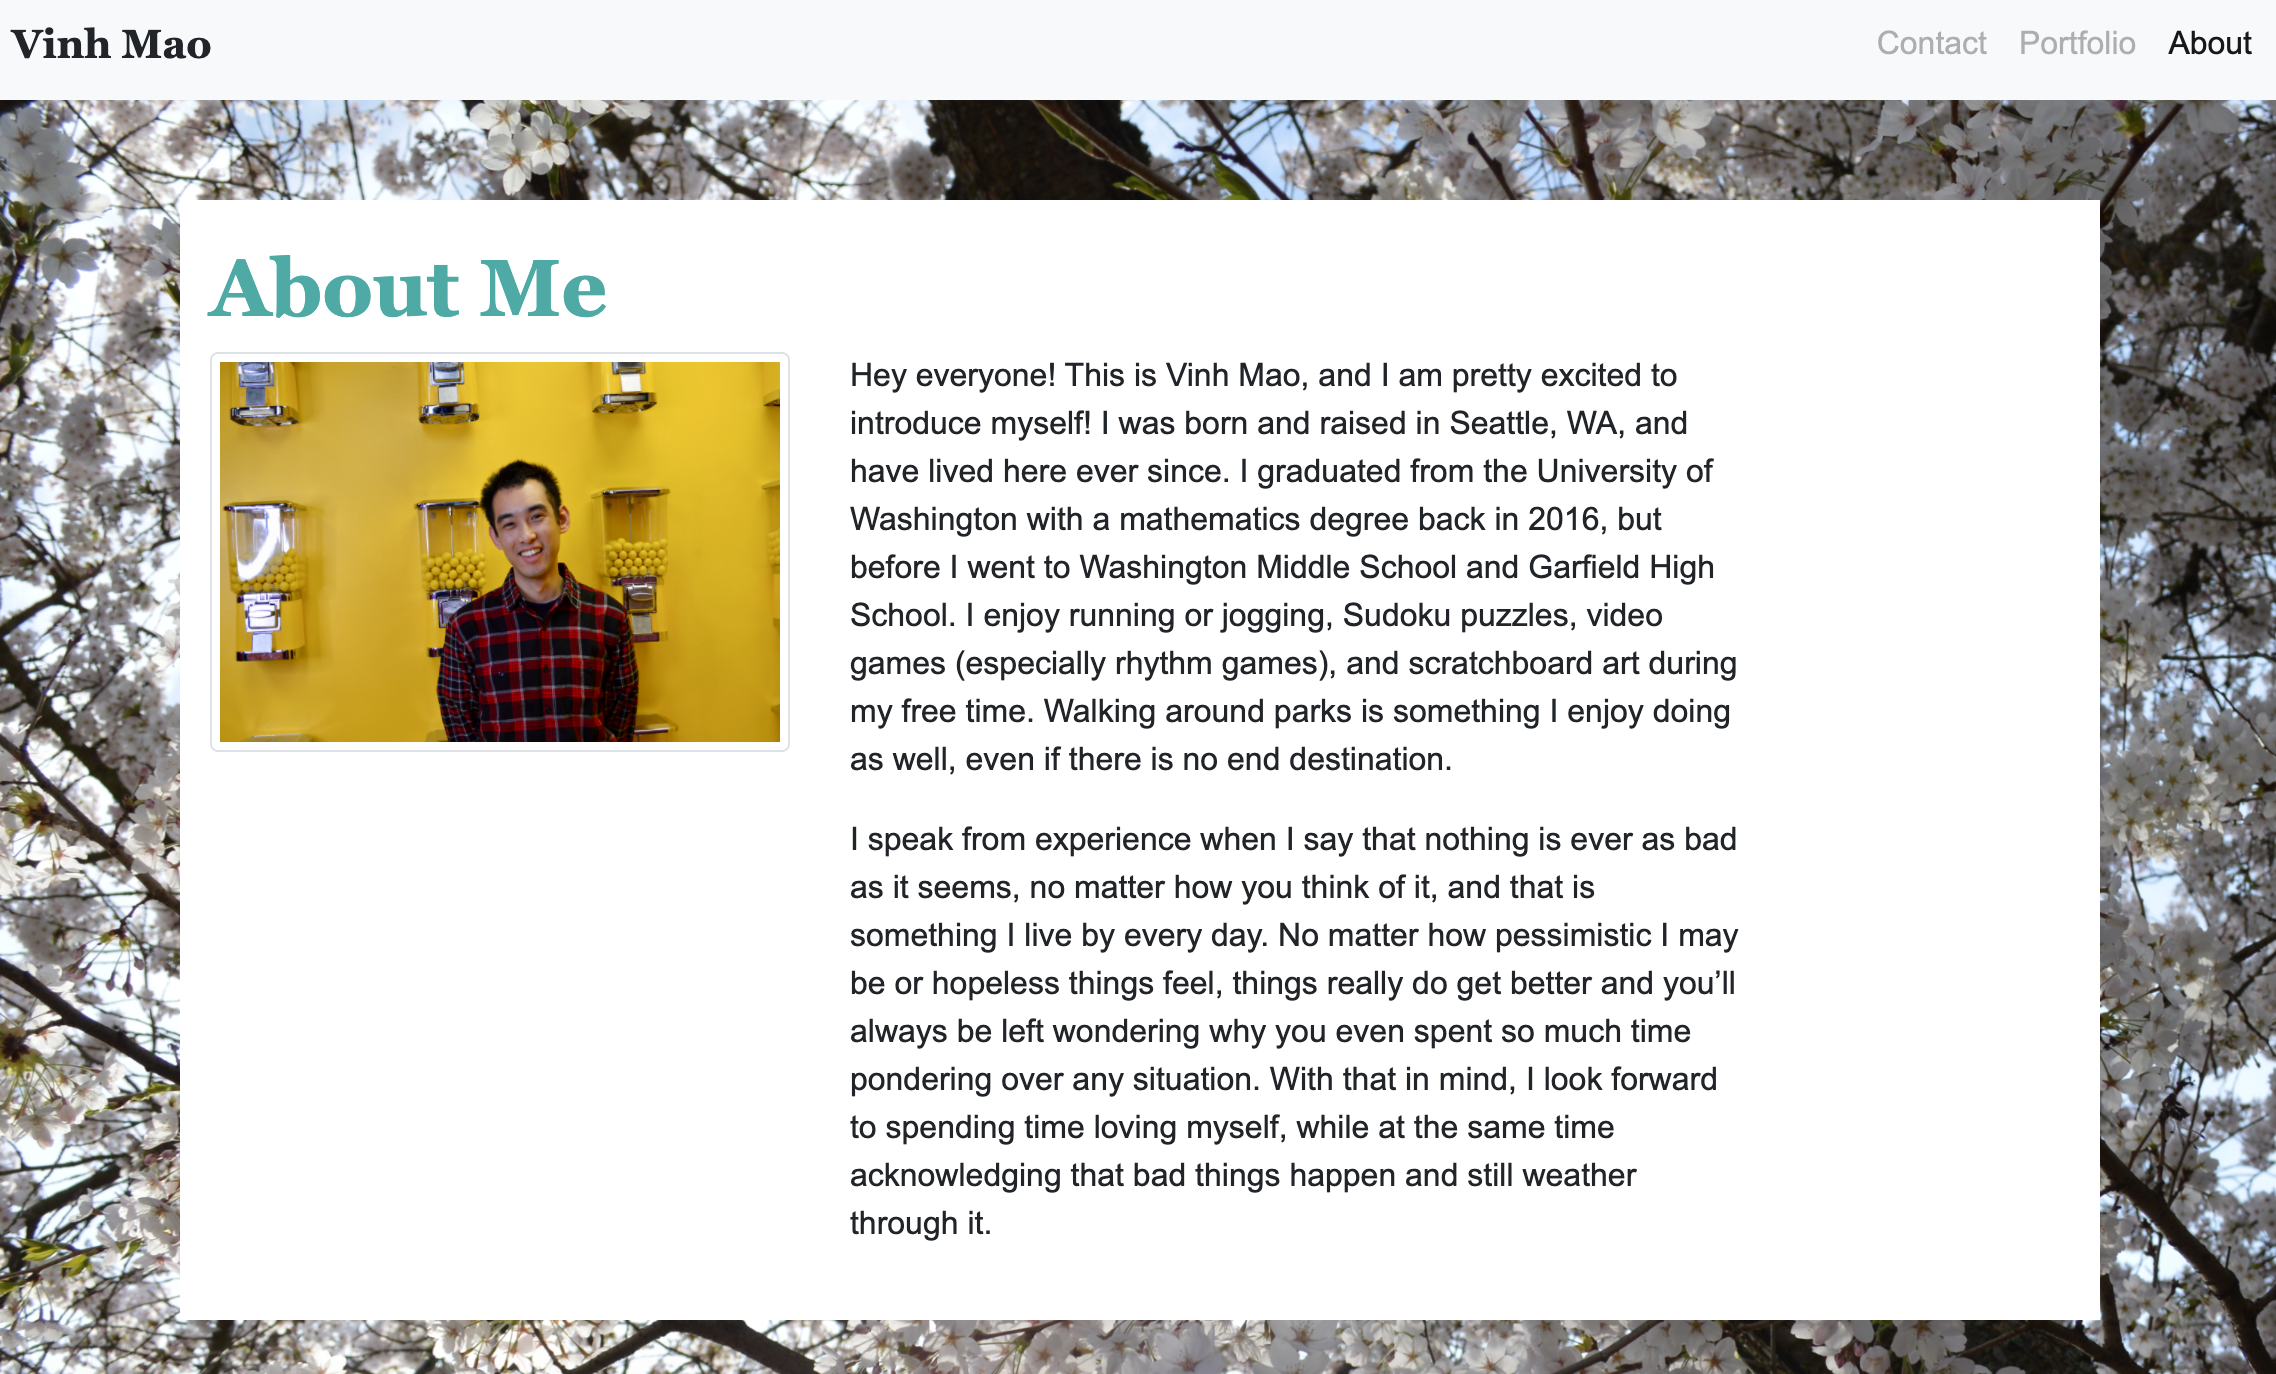 Vinh Mao
Contact Portfolio About
About Me
Hey everyone! This is Vinh Mao, and I am pretty excited to
introduce myself! I was born and raised in Seattle, WA, and
have lived here ever since. I graduated from the University of
Washington with a mathematics degree back in 2016, but
before I went to Washington Middle School and Garfield High
School. I enjoy running or jogging, Sudoku puzzles, video
games (especially rhythm games), and scratchboard art during
my free time. Walking around parks is something I enjoy doing
as well, even if there is no end destination.
I speak from experience when I say that nothing is ever as bad
as it seems, no matter how you think of it, and that is
something I live by every day. No matter how pessimistic I may
be or hopeless things feel, things really do get better and you’ll
always be left wondering why you even spent so much time
pondering over any situation. With that in mind, I look forward
to spending time loving myself, while at the same time
acknowledging that bad things happen and still weather
through it.